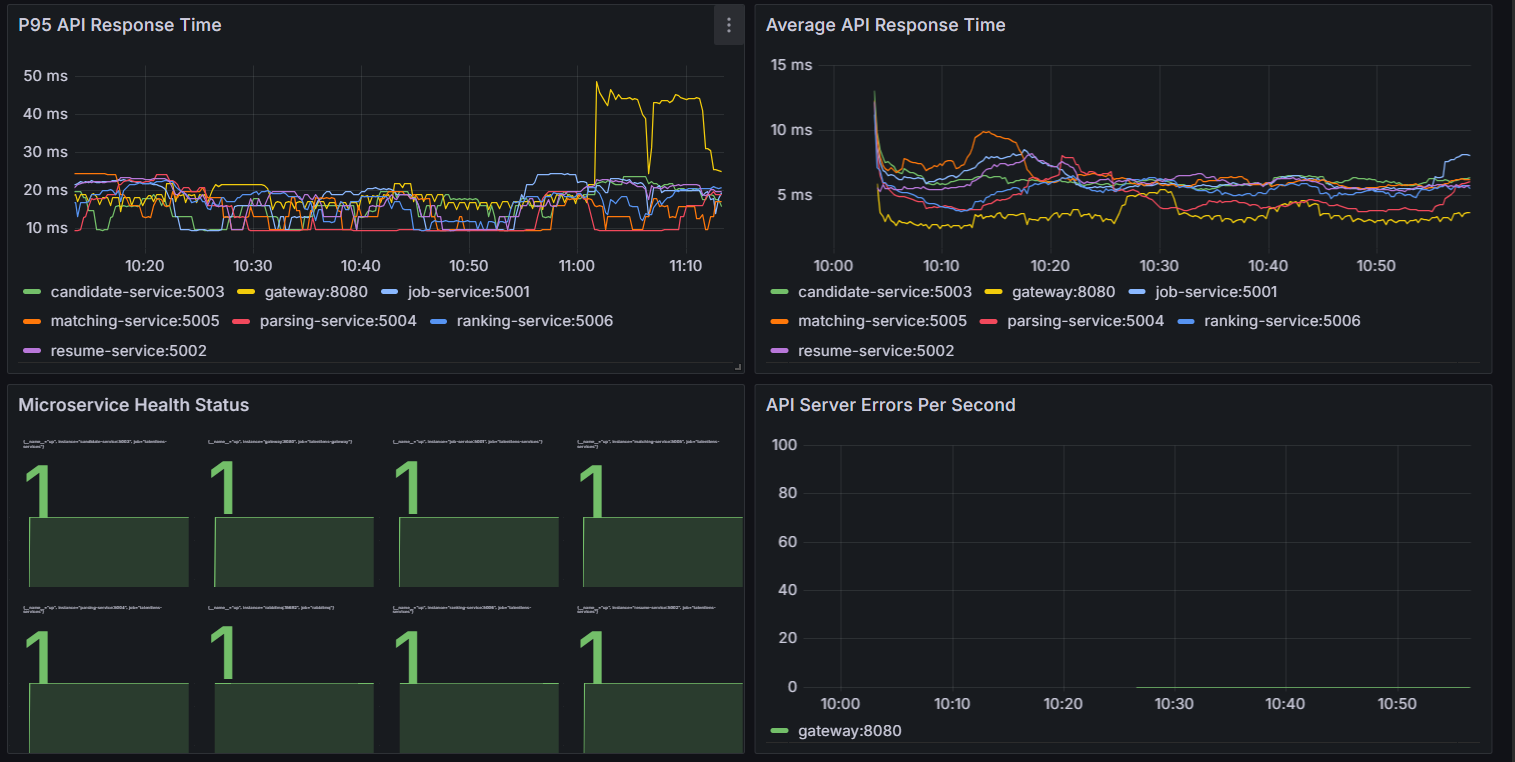 P95 API Response Time
50 ms
40 ms
30 ms
20 ms
10 ms
10:20 10:30 10:40 10:50 11:00 11:10
candidate-service:5003 gateway:8080 job-service:5001
matching-service:5005 parsing-service:5004 ranking-service:5006
resume-service:5002
Average API Response Time
15 ms
10 ms
5 ms
10:00 10:10 10:20 10:30 10:40 10:50
candidate-service:5003 gateway:8080 job-service:5001
matching-service:5005 parsing-service:5004 ranking-service:5006
resume-service:5002
Microservice Health Status
1 1 1 1
1 1 1 1
API Server Errors Per Second
100
80
60
40
20
0
10:00 10:10 10:20 10:30 10:40 10:50
gateway:8080